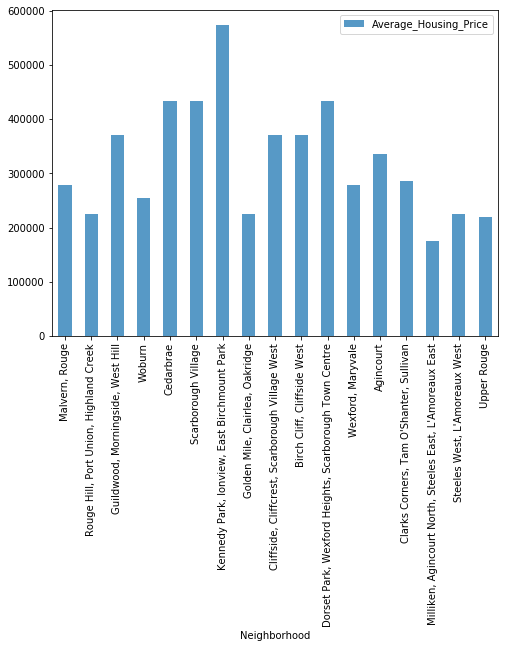 600000
500000
400000
300000
200000
100000
0
Average_Housing_Price
Malvern, Rouge
Rouge Hill, Port Union, Highland Creek
Guildwood, Morningside, West Hill
Woburn
Cedarbrae
Scarborough Village
Kennedy Park, Ionview, East Birchmount Park
Golden Mile, Clairlea, Oakridge
Cliffside, Cliffcrest, Scarborough Village West
Birch Cliff, Cliffside West
Dorset Park, Wexford Heights, Scarborough Town Centre
Wexford, Maryvale
Agincourt
Clarks Corners, Tam O'Shanter, Sullivan
Milliken, Agincourt North, Steeles East, L'Amoreaux East
Steeles West, L'Amoreaux West
Upper Rouge
Neighborhood